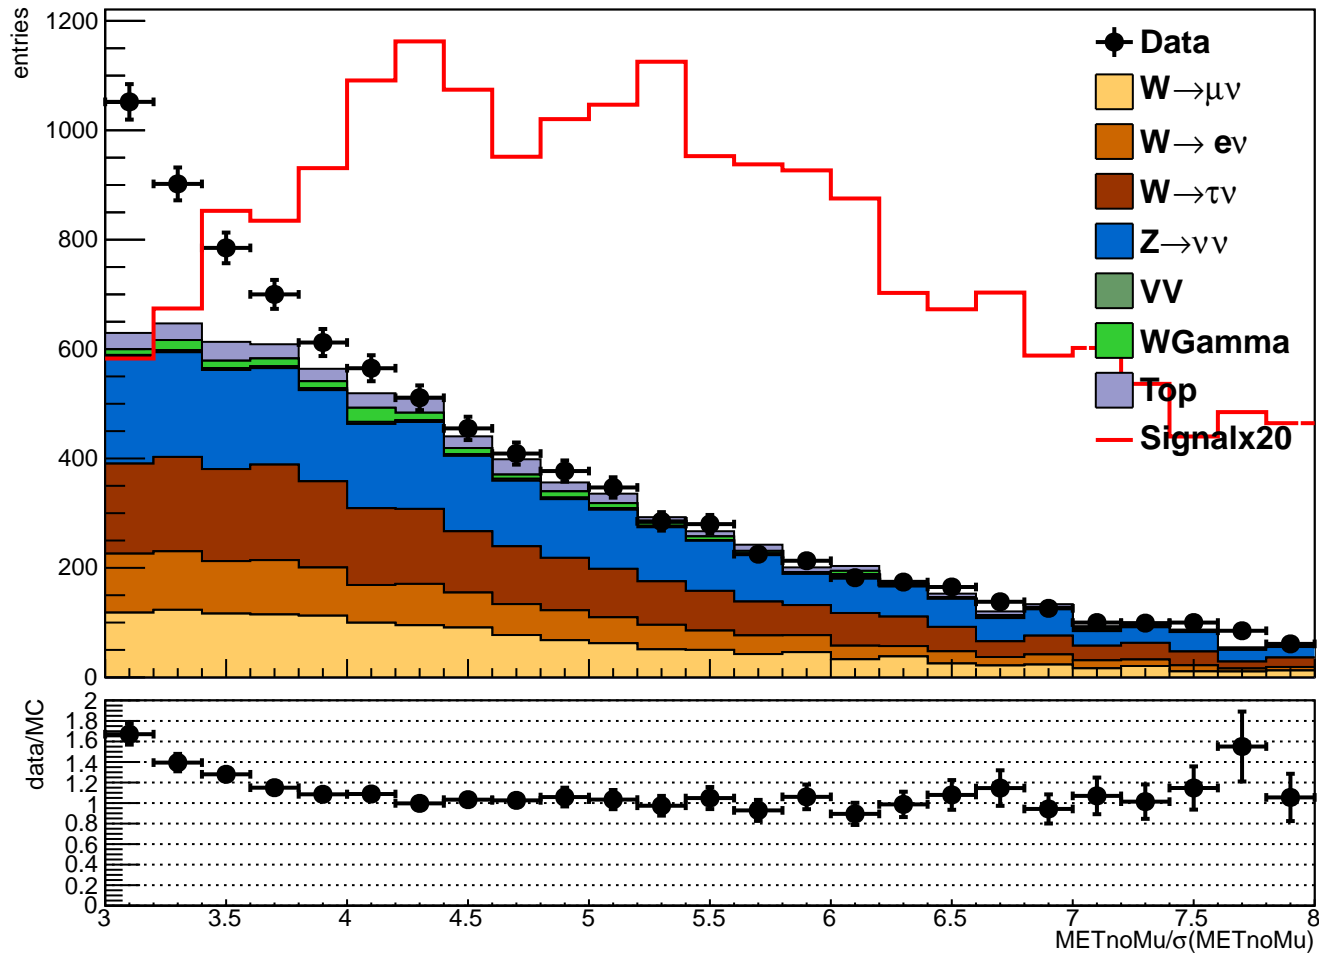 entries
1200
1000
800
600
400
200
0
Data
W→μν
W→ eν
W→τν
Z→νν
VV
WGamma
Top
Signalx20
data/MC
2
1.8
1.6
1.4
1.2
1
0.8
0.6
0.4
0.2
0
3 3.5 4 4.5 5 5.5 6 6.5 7 7.5 8
METnoMu/σ(METnoMu)